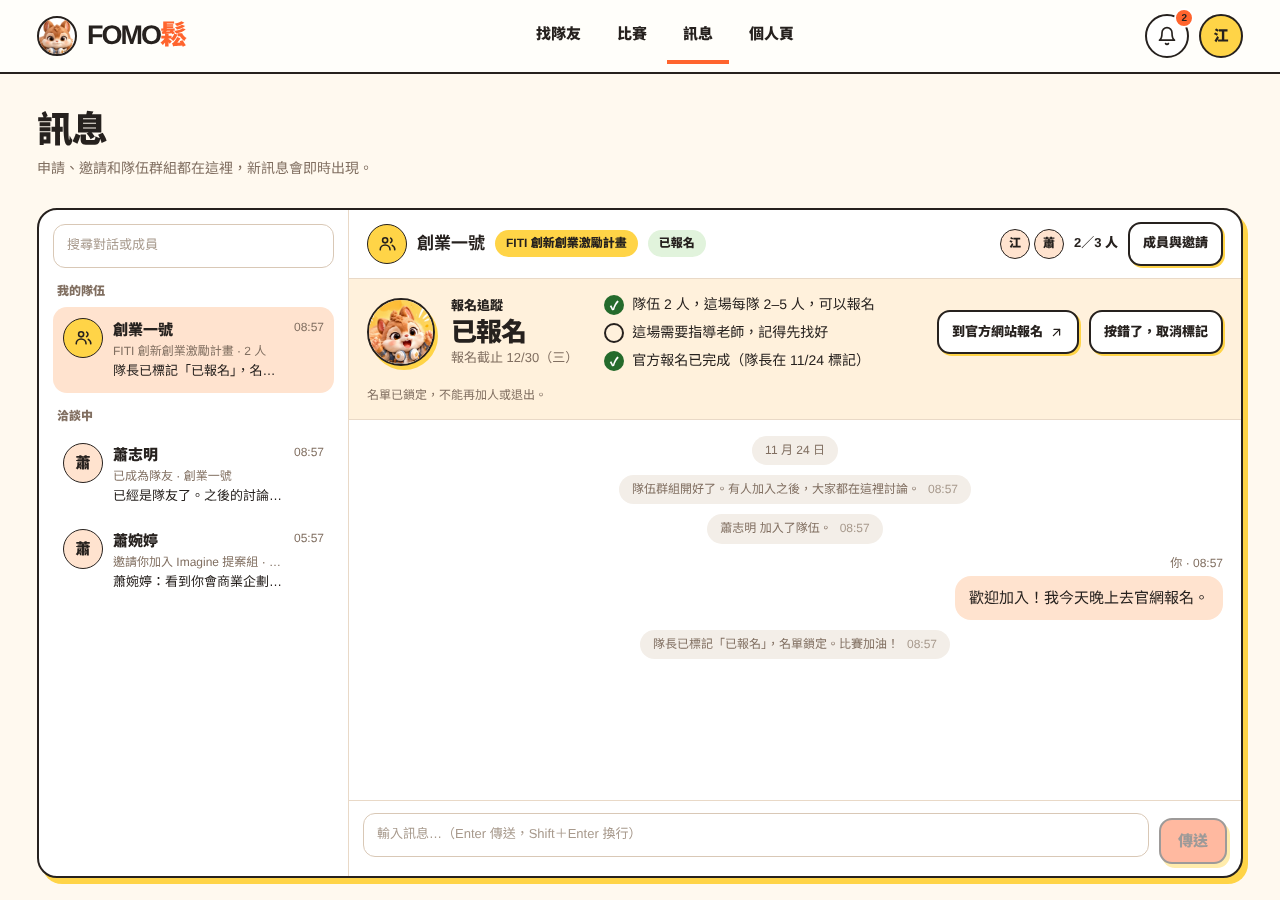 FOMO鬆
找隊友
比賽
訊息
個人頁
2
江
訊息
申請、邀請和隊伍群組都在這裡，新訊息會即時出現。
搜尋對話或成員
我的隊伍
創業一號
08:57
FITI 創新創業激勵計畫 · 2 人
隊長已標記「已報名」，名…
洽談中
蕭
蕭志明
08:57
已成為隊友 · 創業一號
已經是隊友了。之後的討論…
蕭
蕭婉婷
05:57
邀請你加入 Imagine 提案組 · …
蕭婉婷：看到你會商業企劃…
創業一號
FITI 創新創業激勵計畫
已報名
江
蕭
2／3 人
成員與邀請
報名追蹤
已報名
報名截止 12/30（三）
隊伍 2 人，這場每隊 2–5 人，可以報名
這場需要指導老師，記得先找好
官方報名已完成（隊長在 11/24 標記）
到官方網站報名
按錯了，取消標記
名單已鎖定，不能再加人或退出。
11 月 24 日
隊伍群組開好了。有人加入之後，大家都在這裡討論。 08:57
蕭志明 加入了隊伍。 08:57
你 · 08:57
歡迎加入！我今天晚上去官網報名。
隊長已標記「已報名」，名單鎖定。比賽加油！ 08:57
輸入訊息…（Enter 傳送，Shift＋Enter 換行）
傳送